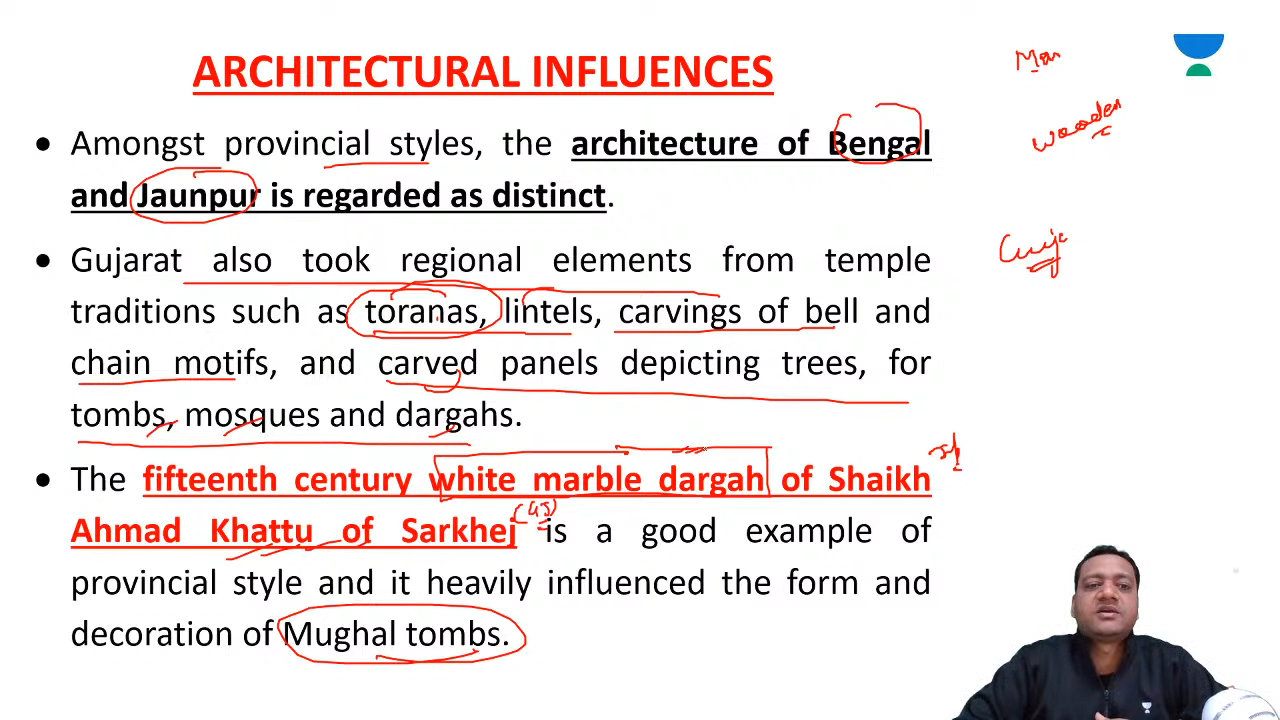 ARCHITECTURAL INFLUENCES
• Amongst provincial styles, the architecture of Bengal
and Jaunpur is regarded as distinct.
• Gujarat also took regional elements from temple
traditions such as toranas, lintels, carvings of bell and
chain motifs, and carved panels depicting trees, for
tombs, mosques and dargahs.
• The fifteenth century white marble dargah of Shaikh
Ahmad Khattu of Sarkhej is a good example of
provincial style and it heavily influenced the form and
decoration of Mughal tombs.
wooden